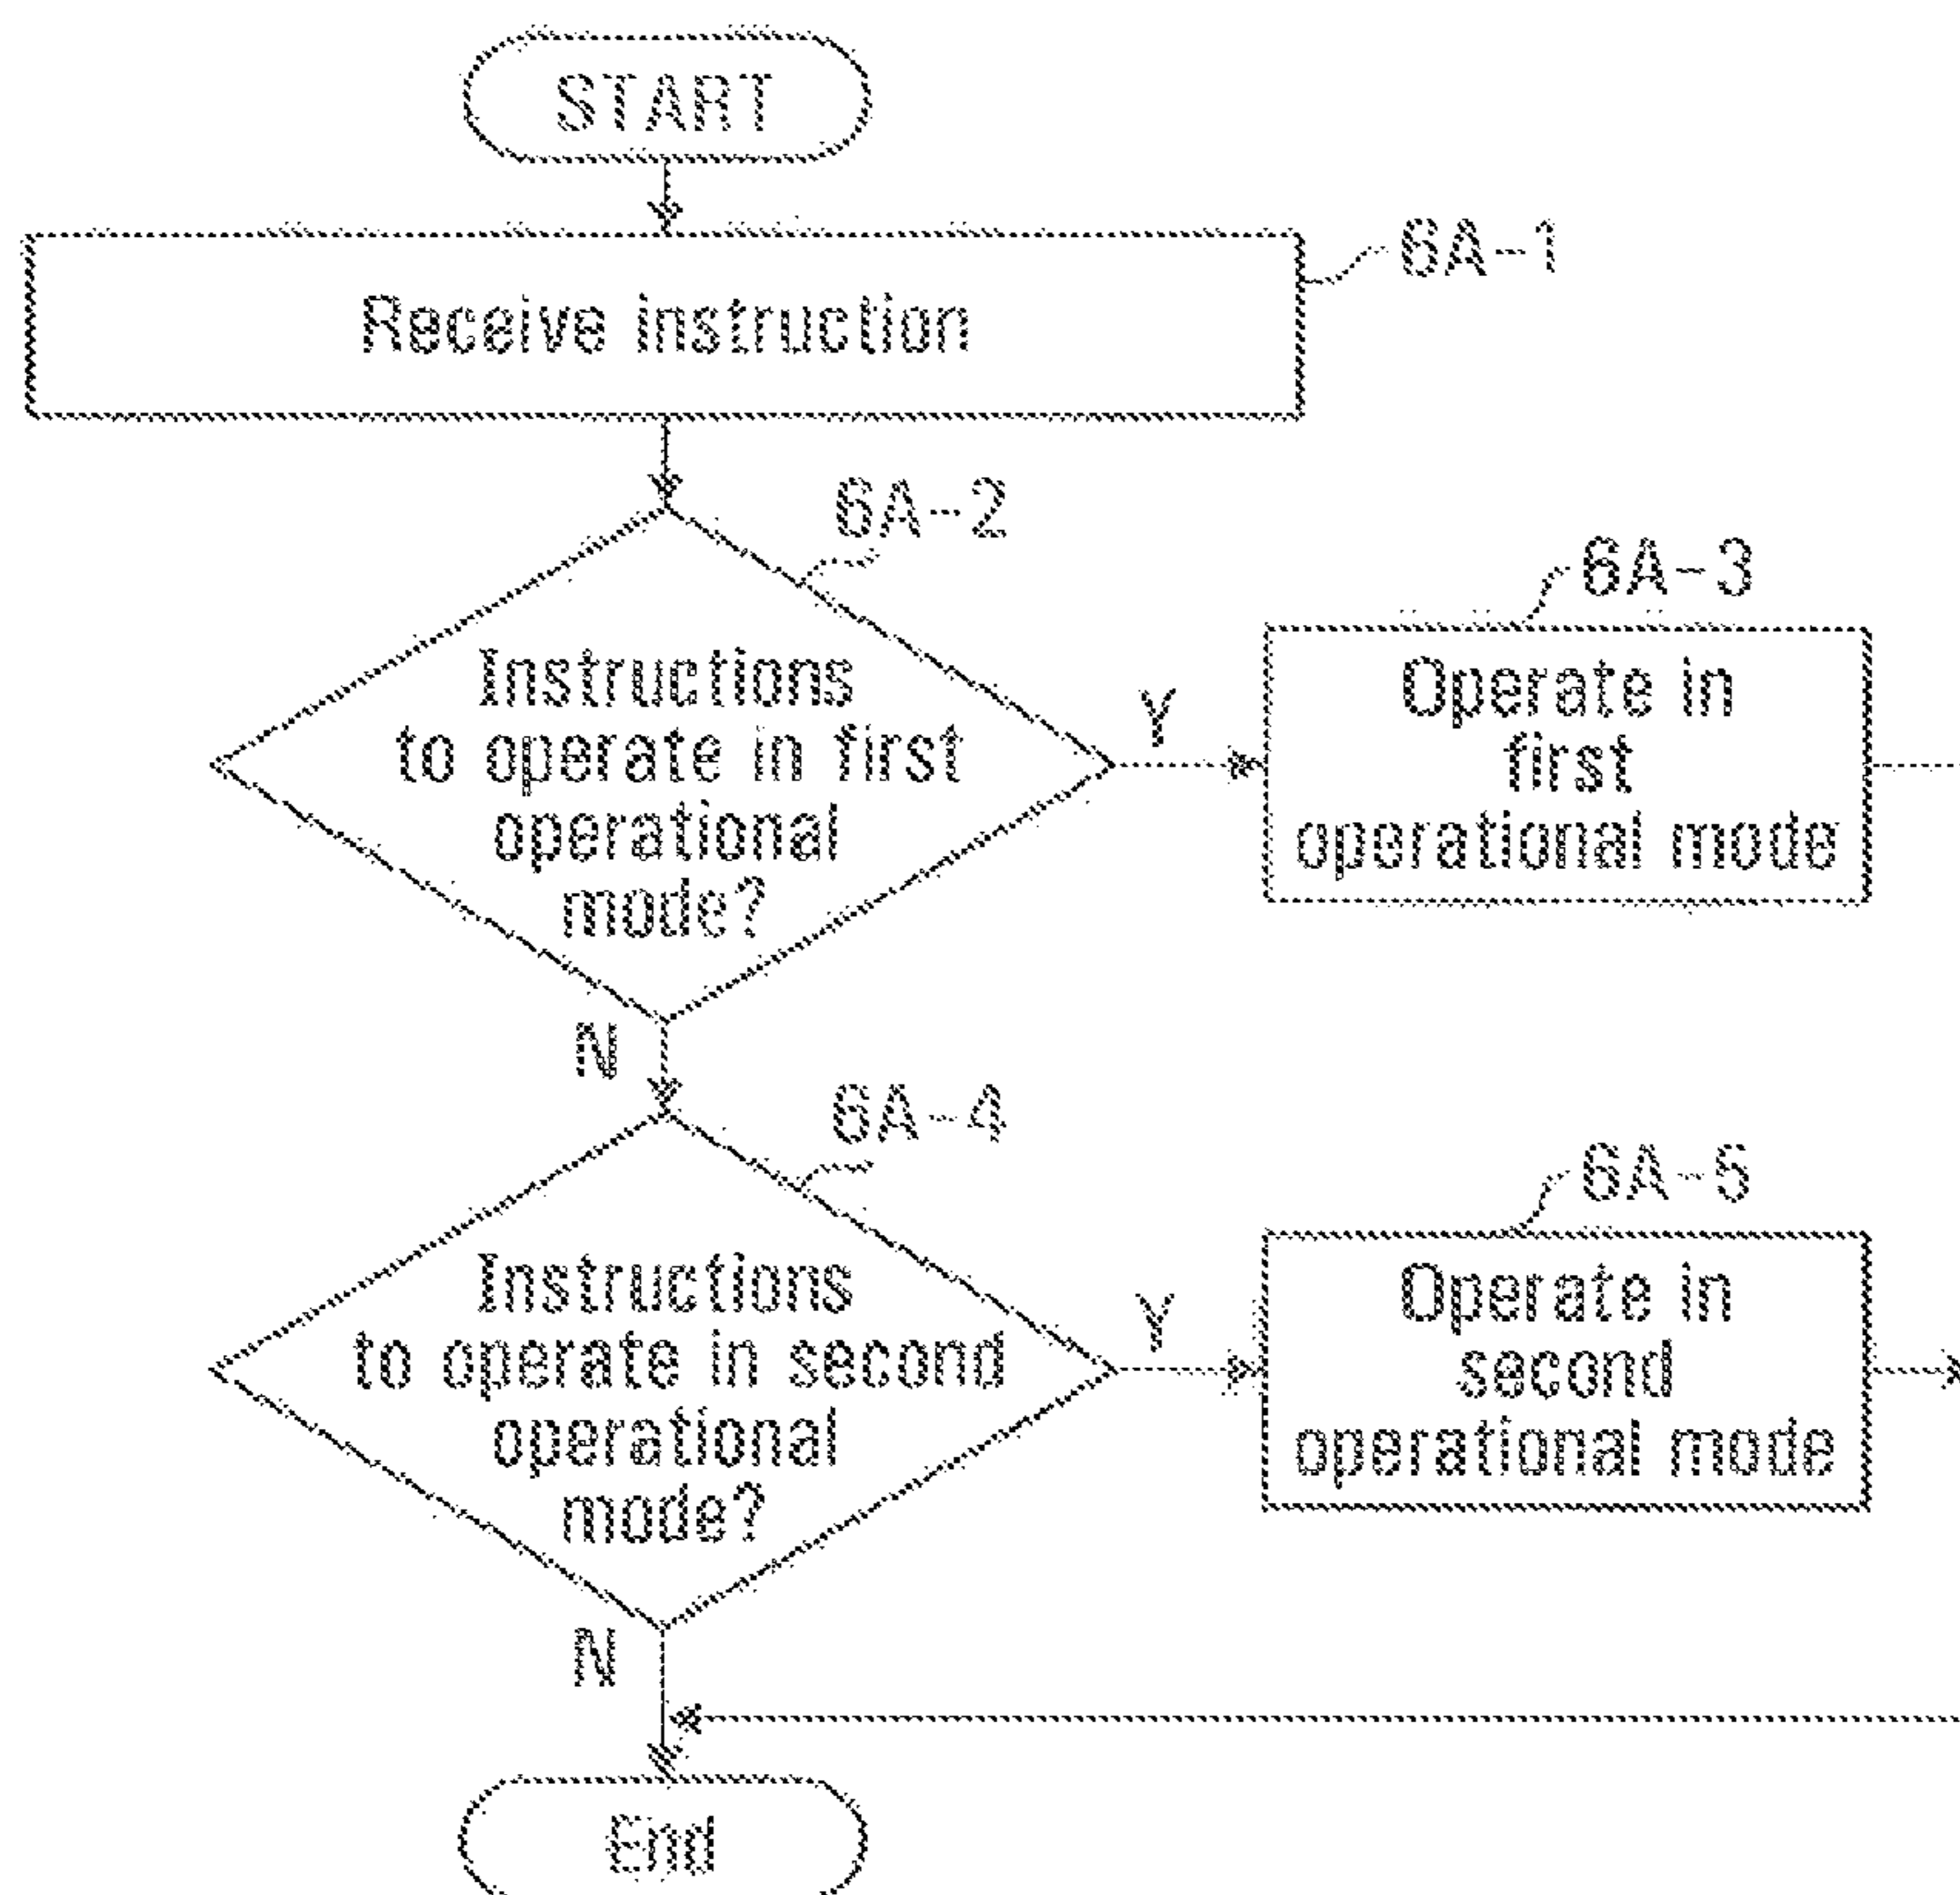 START
Receive instruction
6A-1
6A-2
Instructions
to operate in first
operational
mode?
Y
6A-3
Operate in
first
operational mode
N
6A-4
Instructions
to operate in second
operational
mode?
Y
6A-5
Operate in
second
operational mode
N
End